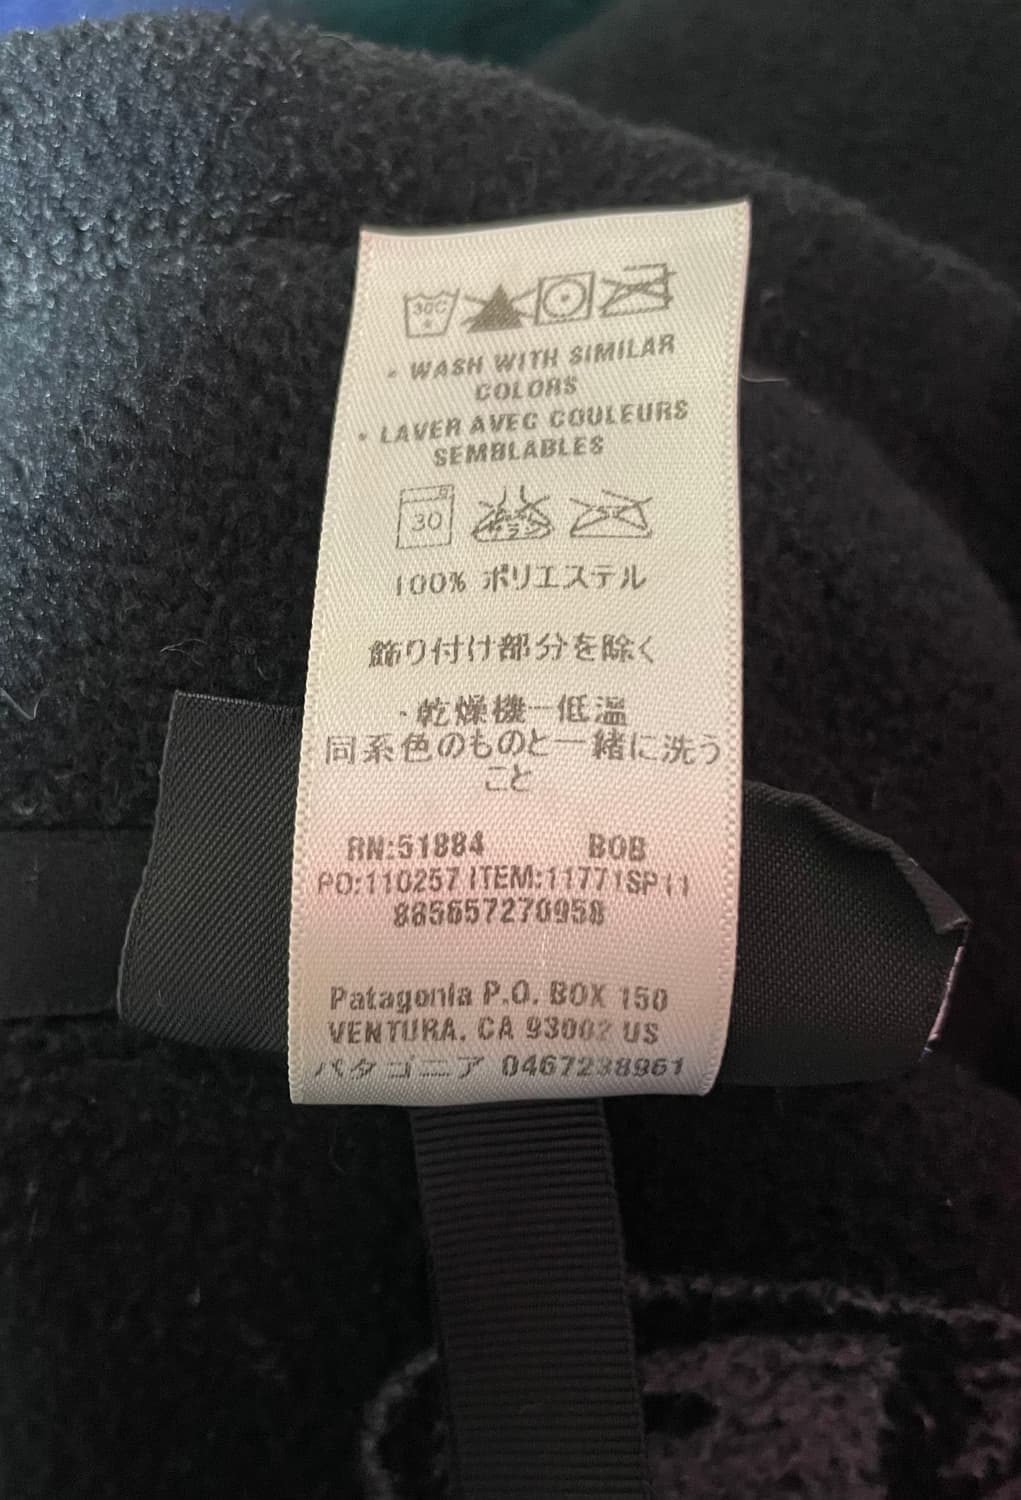 30C
• WASH WITH SIMILAR
COLORS
• LAVER AVEC COULEURS
SEMBLABLES
30
100% ポリエステル
飾り付け部分を除く
・乾燥機ー低温
同系色のものと一緒に洗う
こと
RN:51884 BOB
PO:110257 ITEM:11771SP11
885657270958
Patagonia P.O. BOX 150
VENTURA, CA 93002 US
パタゴニア 0467238961